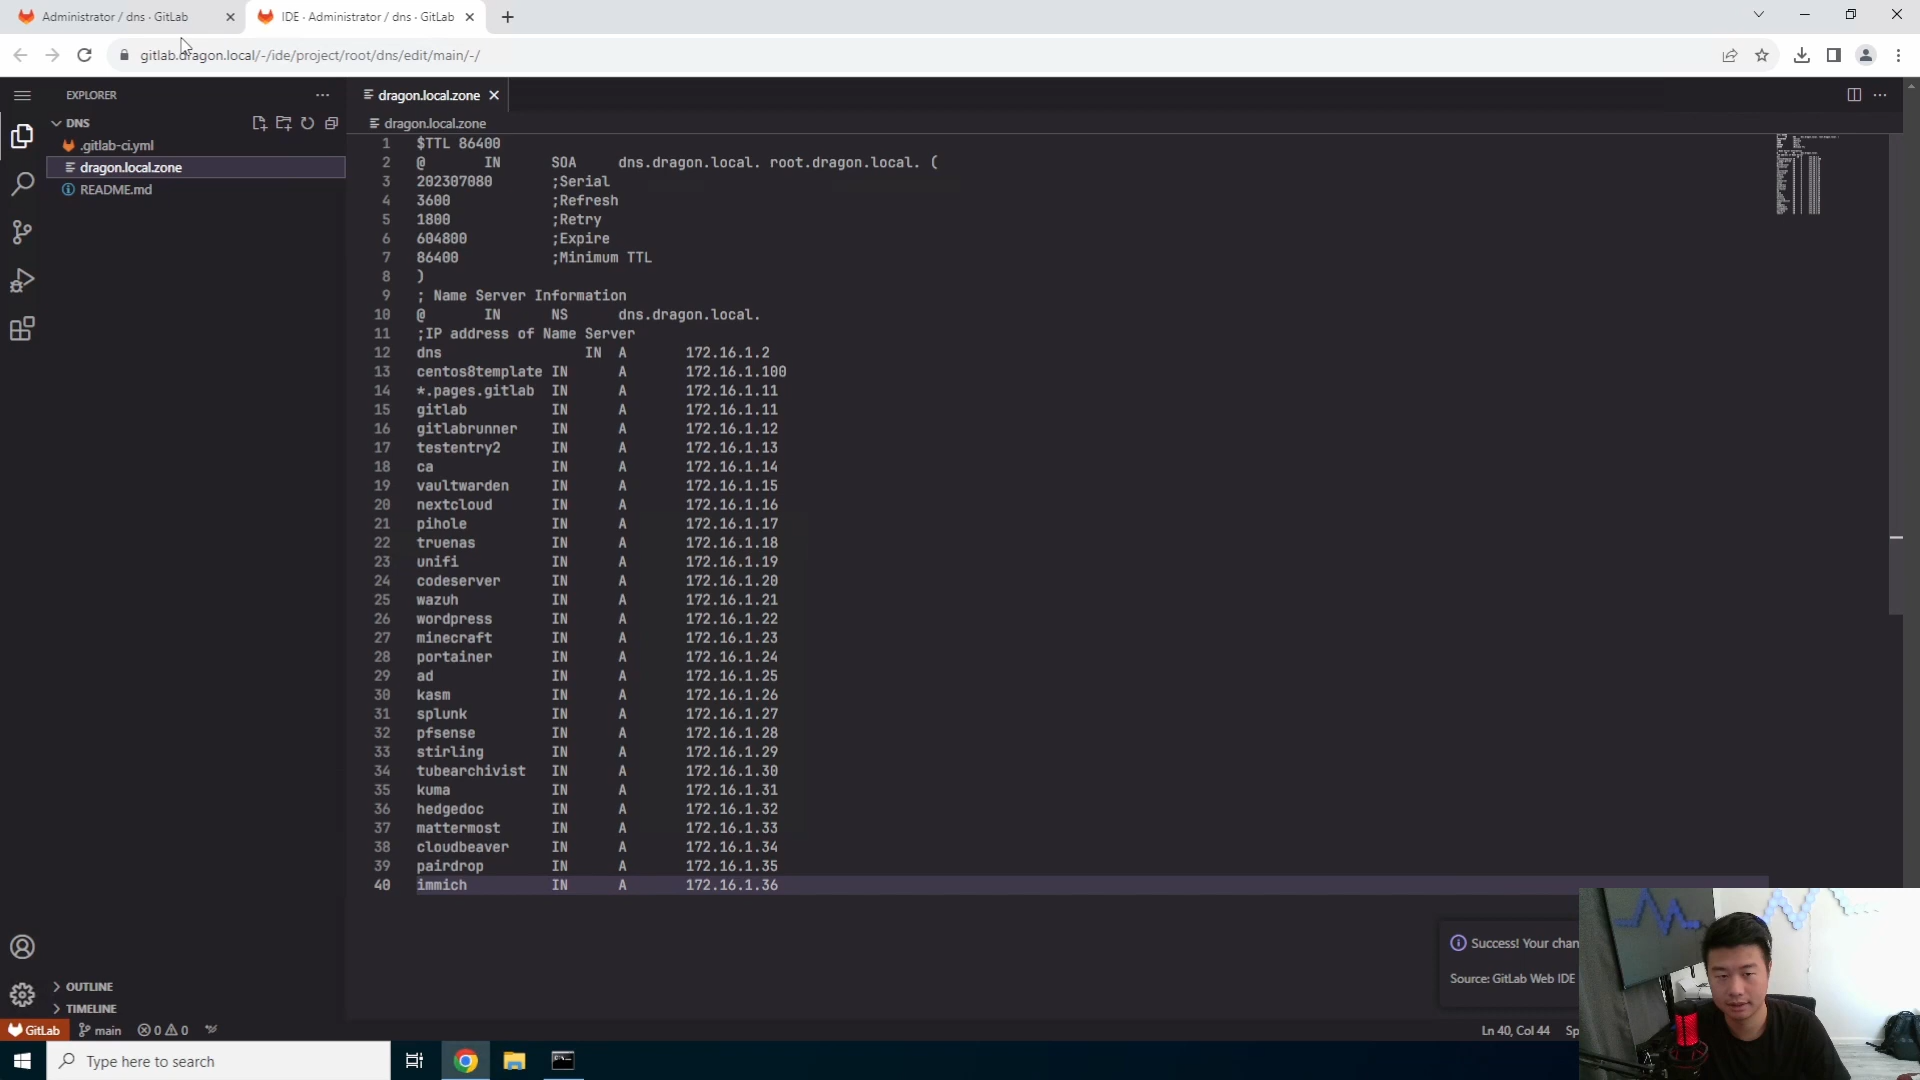 Administrator / dns · GitLab
IDE · Administrator / dns · GitLab
gitlab.dragon.local/-/ide/project/root/dns/edit/main/-/
EXPLORER
DNS
.gitlab-ci.yml
dragon.local.zone
README.md
dragon.local.zone
dragon.local.zone
1 $TTL 86400
2 @ IN SOA dns.dragon.local. root.dragon.local. (
3 202307080 ;Serial
4 3600 ;Refresh
5 1800 ;Retry
6 604800 ;Expire
7 86400 ;Minimum TTL
8 )
9 ; Name Server Information
10 @ IN NS dns.dragon.local.
11 ;IP address of Name Server
12 dns IN A 172.16.1.2
13 centos8template IN A 172.16.1.100
14 *.pages.gitlab IN A 172.16.1.11
15 gitlab IN A 172.16.1.11
16 gitlabrunner IN A 172.16.1.12
17 testentry2 IN A 172.16.1.13
18 ca IN A 172.16.1.14
19 vaultwarden IN A 172.16.1.15
20 nextcloud IN A 172.16.1.16
21 pihole IN A 172.16.1.17
22 truenas IN A 172.16.1.18
23 unifi IN A 172.16.1.19
24 codeserver IN A 172.16.1.20
25 wazuh IN A 172.16.1.21
26 wordpress IN A 172.16.1.22
27 minecraft IN A 172.16.1.23
28 portainer IN A 172.16.1.24
29 ad IN A 172.16.1.25
30 kasm IN A 172.16.1.26
31 splunk IN A 172.16.1.27
32 pfsense IN A 172.16.1.28
33 stirling IN A 172.16.1.29
34 tubearchivist IN A 172.16.1.30
35 kuma IN A 172.16.1.31
36 hedgedoc IN A 172.16.1.32
37 mattermost IN A 172.16.1.33
38 cloudbeaver IN A 172.16.1.34
39 pairdrop IN A 172.16.1.35
40 immich IN A 172.16.1.36
Success! Your chan
Source: GitLab Web IDE
OUTLINE
TIMELINE
GitLab main 0 0
Ln 40, Col 44 Sp
Type here to search